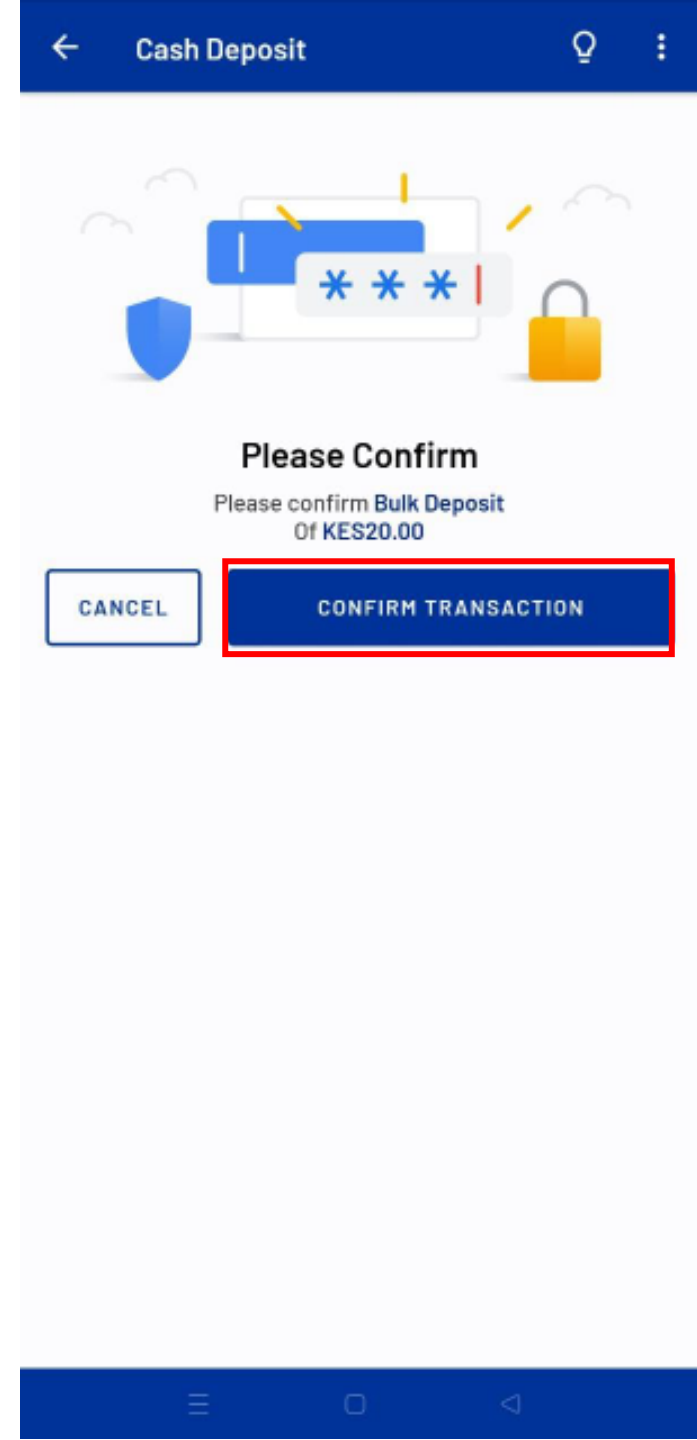 Cash Deposit
* * *
Please Confirm
Please confirm Bulk Deposit
Of KES20.00
CANCEL
CONFIRM TRANSACTION